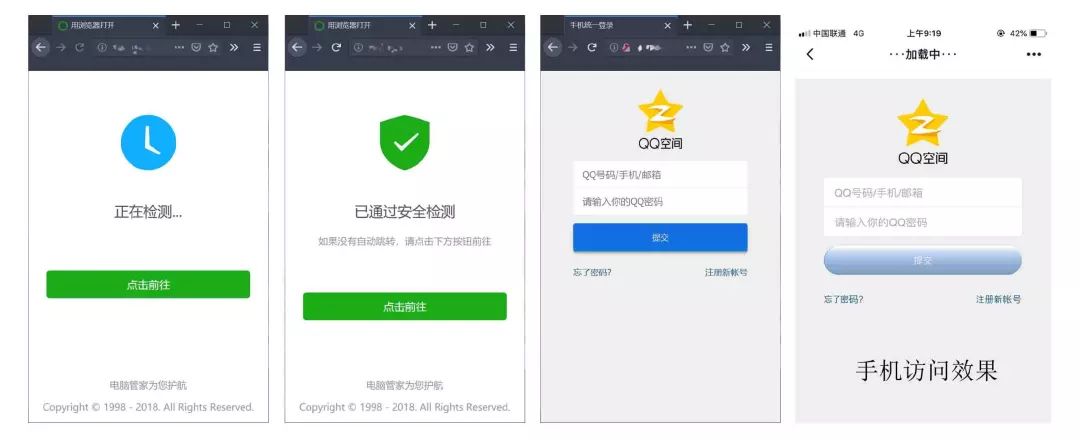 用浏览器打开
正在检测...
点击前往
电脑管家为您护航
Copyright © 1998 - 2018. All Rights Reserved.
用浏览器打开
已通过安全检测
如果没有自动跳转，请点击下方按钮前往
点击前往
电脑管家为您护航
Copyright © 1998 - 2018. All Rights Reserved.
手机统一登录
QQ空间
QQ号码/手机/邮箱
请输入你的QQ密码
提交
忘了密码? 注册新帐号
中国联通 4G 上午9:19 42%
···加载中···
QQ空间
QQ号码/手机/邮箱
请输入你的QQ密码
提交
忘了密码? 注册新帐号
手机访问效果